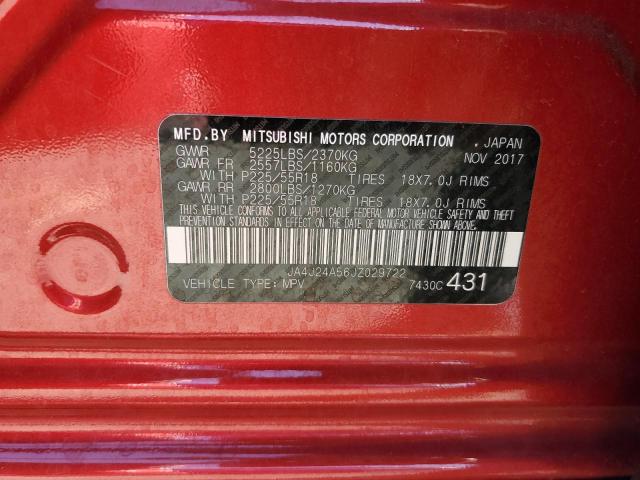 MFD.BY MITSUBISHI MOTORS CORPORATION . JAPAN
GVWR 5225LBS/2370KG NOV 2017
GAWR FR 2557LBS/1160KG
WITH P225/55R18 TIRES 18X7.0J RIMS
GAWR RR 2800LBS/1270KG
WITH P225/55R18 TIRES 18X7.0J RIMS
THIS VEHICLE CONFORMS TO ALL APPLICABLE FEDERAL MOTOR VEHICLE SAFETY AND THEFT
PREVENTION STANDARDS IN EFFECT ON THE DATE OF MANUFACTURE SHOWN ABOVE.
JA4J24A56JZ029722
VEHICLE TYPE: MPV 7430C 431